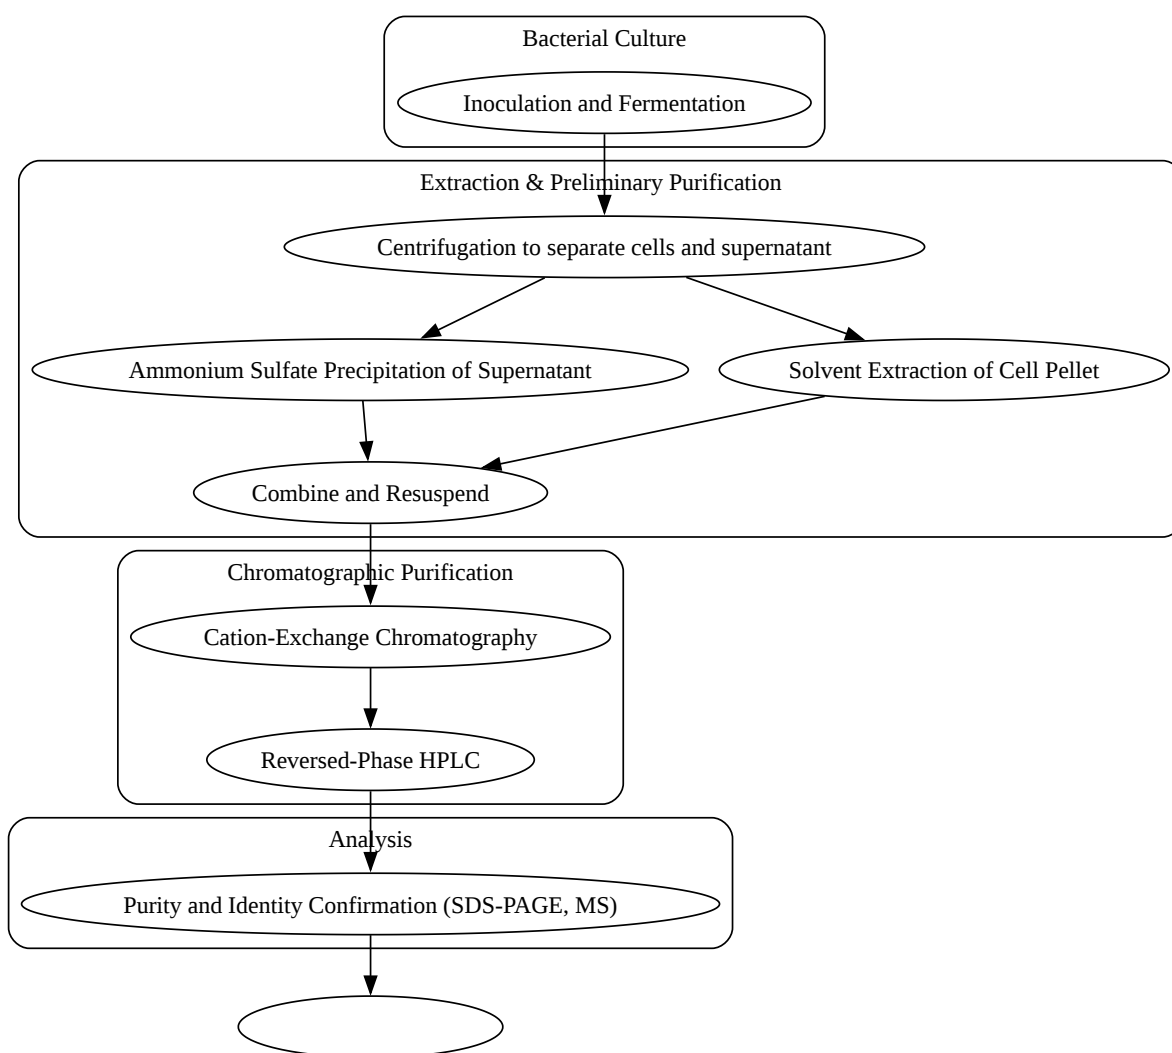 Bacterial Culture
Inoculation and Fermentation
Extraction & Preliminary Purification
Centrifugation to separate cells and supernatant
Ammonium Sulfate Precipitation of Supernatant
Solvent Extraction of Cell Pellet
Combine and Resuspend
Chromatographic Purification
Cation-Exchange Chromatography
Reversed-Phase HPLC
Analysis
Purity and Identity Confirmation (SDS-PAGE, MS)